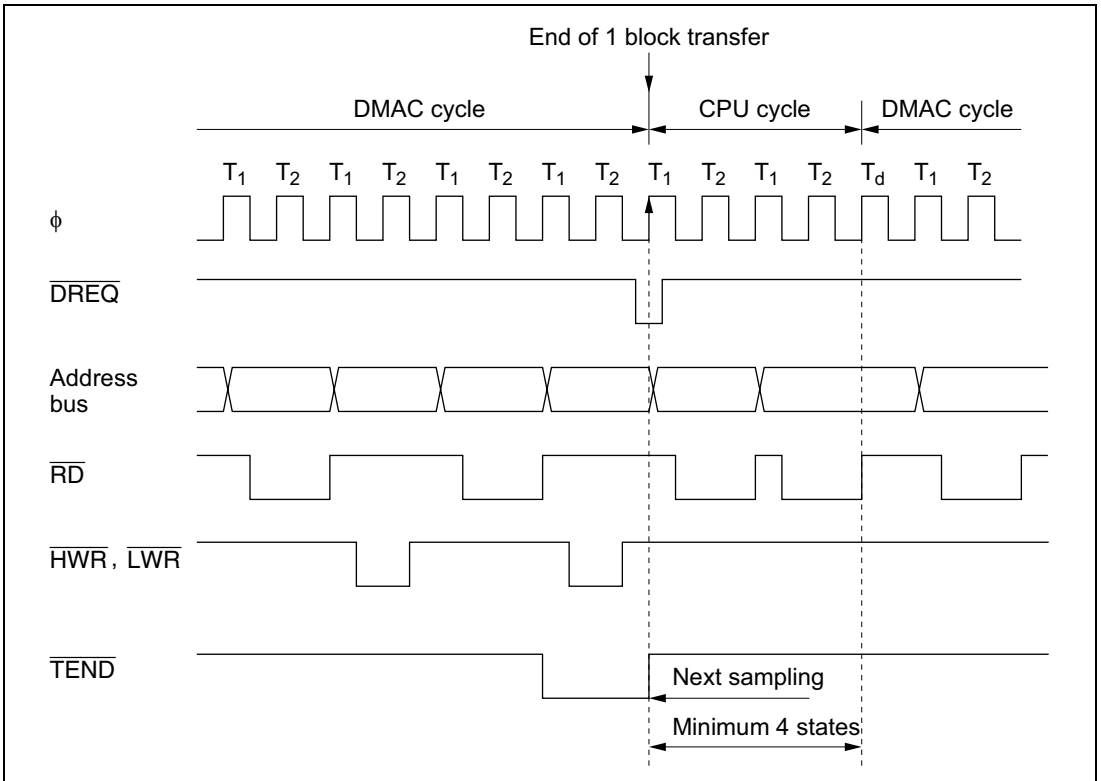 End of 1 block transfer
DMAC cycle CPU cycle DMAC cycle
T1 T2 T1 T2 T1 T2 T1 T2 T1 T2 T1 T2 Td T1 T2
ϕ
DREQ
Address
bus
RD
HWR, LWR
TEND
Next sampling
Minimum 4 states